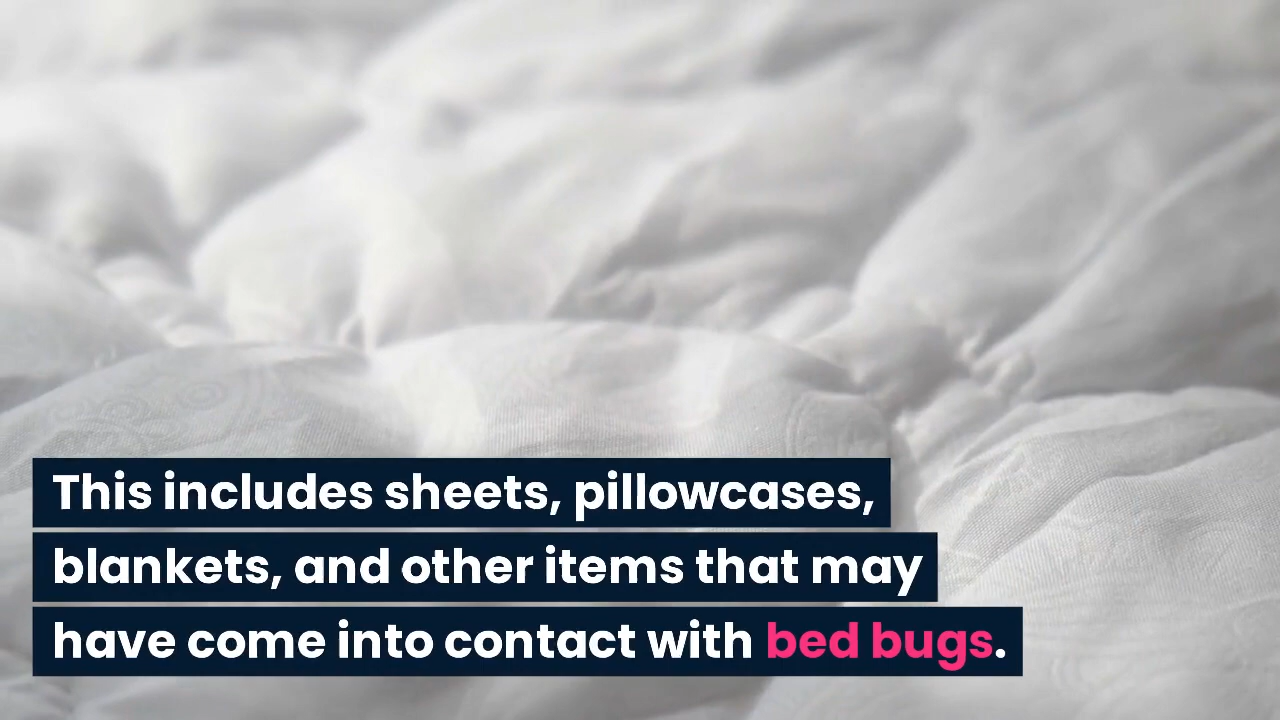 This includes sheets, pillowcases,
blankets, and other items that may
have come into contact with bed bugs.